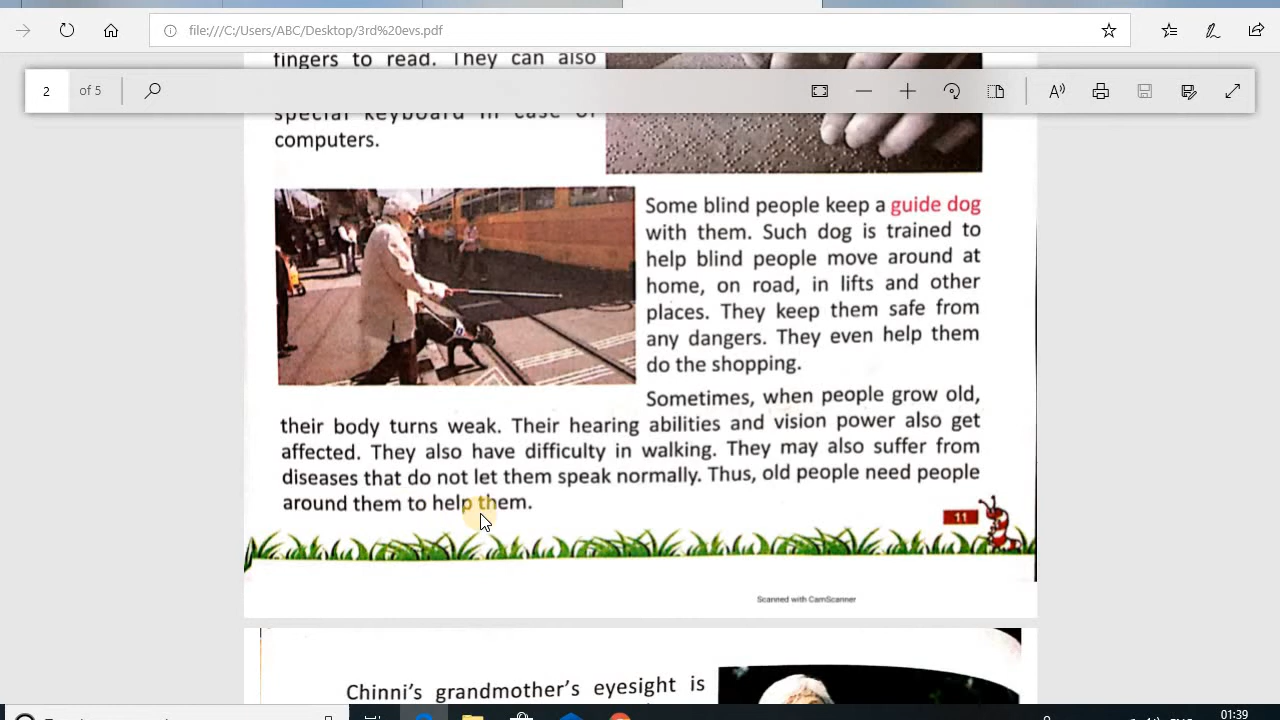 file:///C:/Users/ABC/Desktop/3rd%20evs.pdf
fingers to read. They can also
2 of 5
special keyboard in case of
computers.
Some blind people keep a guide dog
with them. Such dog is trained to
help blind people move around at
home, on road, in lifts and other
places. They keep them safe from
any dangers. They even help them
do the shopping.
Sometimes, when people grow old,
their body turns weak. Their hearing abilities and vision power also get
affected. They also have difficulty in walking. They may also suffer from
diseases that do not let them speak normally. Thus, old people need people
around them to help them.
11
Scanned with CamScanner
Chinni's grandmother's eyesight is
01:39